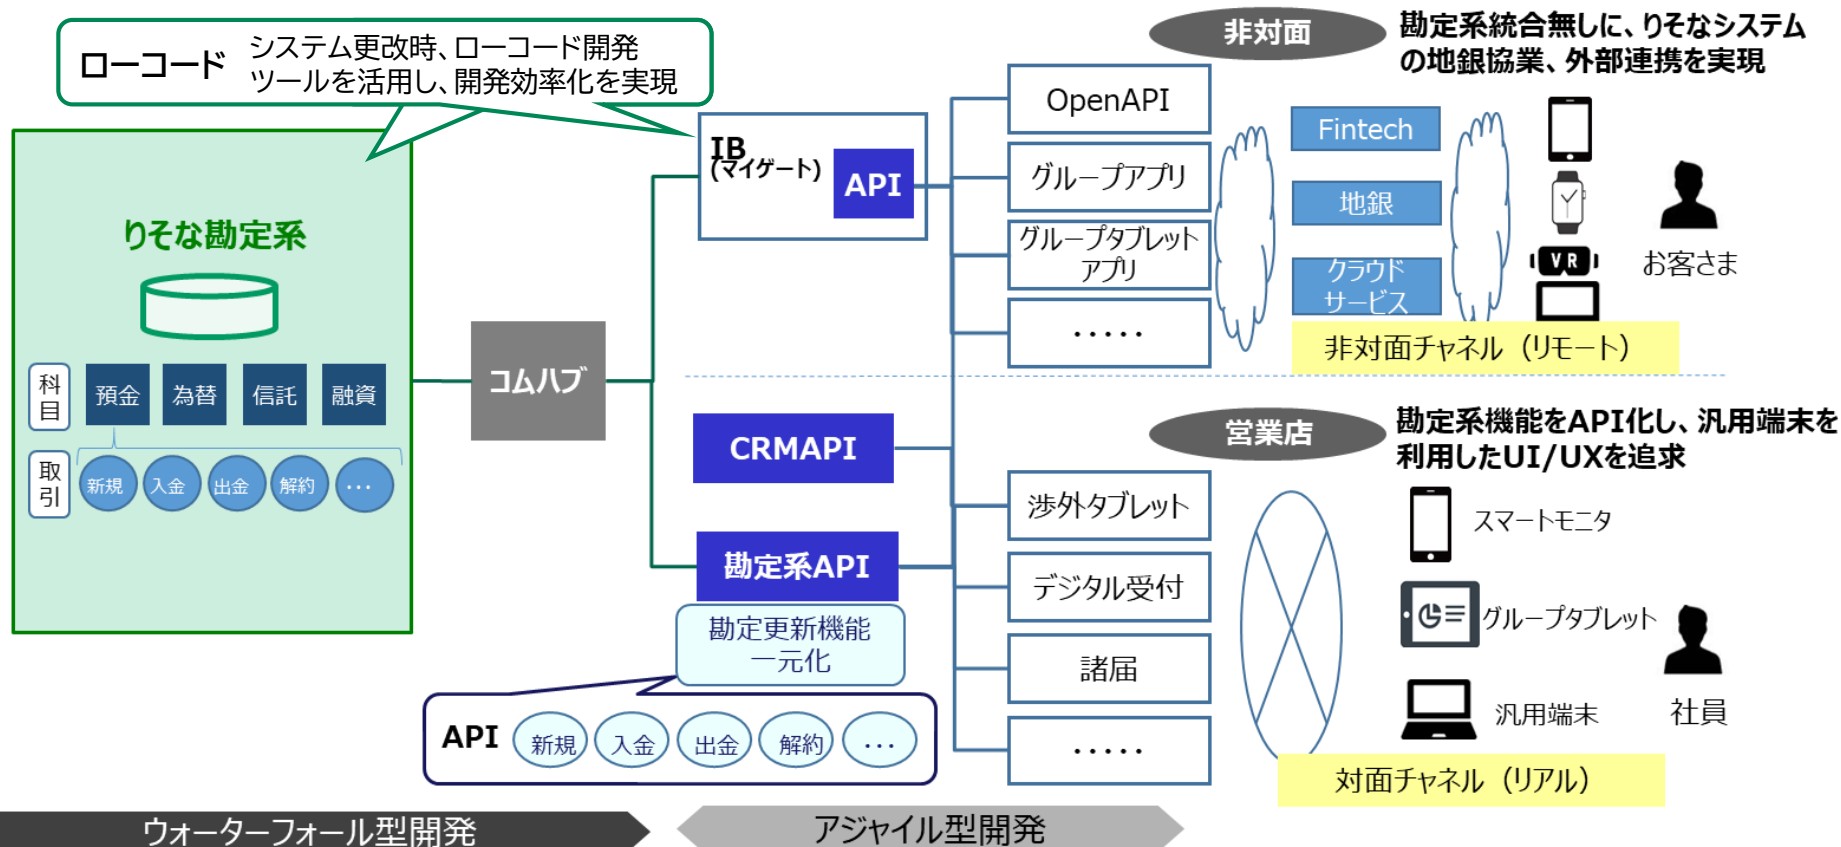 ローコード
システム更改時、ローコード開発
ツールを活用し、開発効率化を実現
りそな勘定系
科目
預金
為替
信託
融資
取引
新規
入金
出金
解約
・・・
コムハブ
IB
(マイゲート)
API
CRMAPI
勘定系API
勘定更新機能
一元化
API
新規
入金
出金
解約
・・・
OpenAPI
グループアプリ
グループタブレット
アプリ
・・・・・
渉外タブレット
デジタル受付
諸届
・・・・・
非対面
勘定系統合無しに、りそなシステム
の地銀協業、外部連携を実現
Fintech
地銀
クラウド
サービス
VR
お客さま
非対面チャネル（リモート）
営業店
勘定系機能をAPI化し、汎用端末を
利用したUI/UXを追求
スマートモニタ
グループタブレット
汎用端末
社員
対面チャネル（リアル）
ウォーターフォール型開発
アジャイル型開発